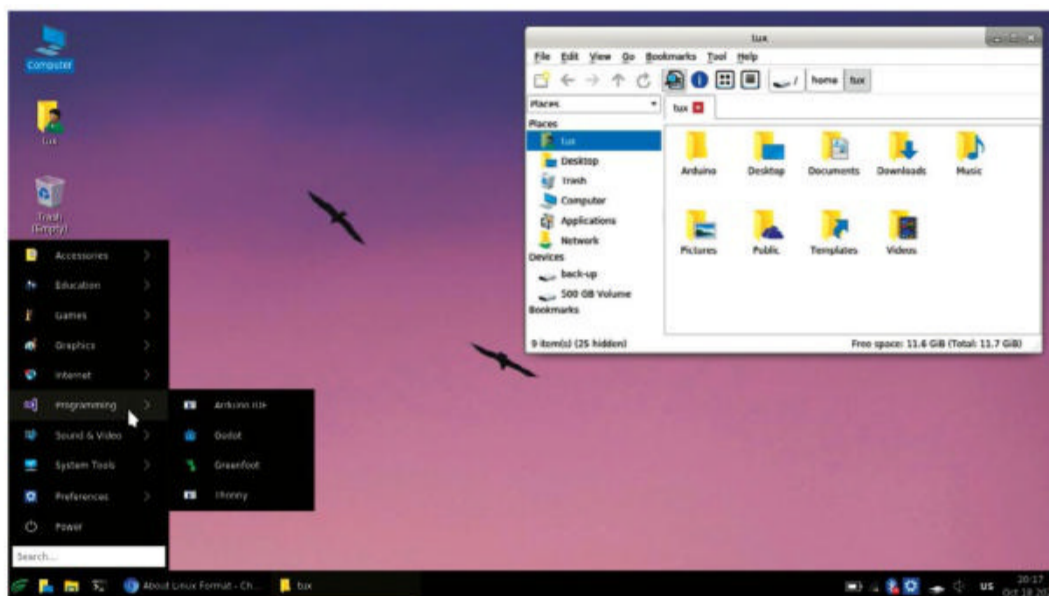 Computer
tux
Trash
(Empty)
Accessories
Education
Games
Graphics
Internet
Programming
Sound & Video
System Tools
Preferences
Power
Search...
Arduino IDE
Godot
Greenfoot
Thonny
tux
File Edit View Go Bookmarks Tool Help
/ home tux
Places
tux
Places
tux
Desktop
Trash
Computer
Applications
Network
Devices
back-up
500 GB Volume
Bookmarks
Arduino Desktop Documents Downloads Music
Pictures Public Templates Videos
9 item(s) (25 hidden) Free space: 11.6 GiB (Total: 11.7 GiB)
About Linux Format - Ch... tux
US
20:17
Oct 18